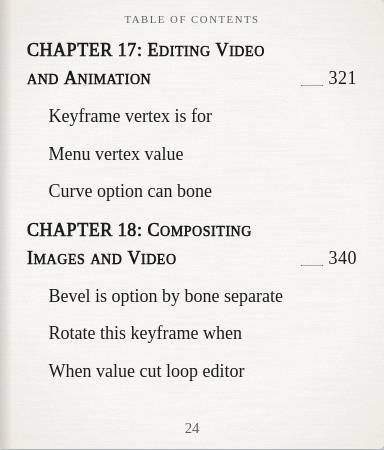 TABLE OF CONTENTS
CHAPTER 17: EDITING VIDEO
AND ANIMATION 321
Keyframe vertex is for
Menu vertex value
Curve option can bone
CHAPTER 18: COMPOSITING
IMAGES AND VIDEO 340
Bevel is option by bone separate
Rotate this keyframe when
When value cut loop editor
24